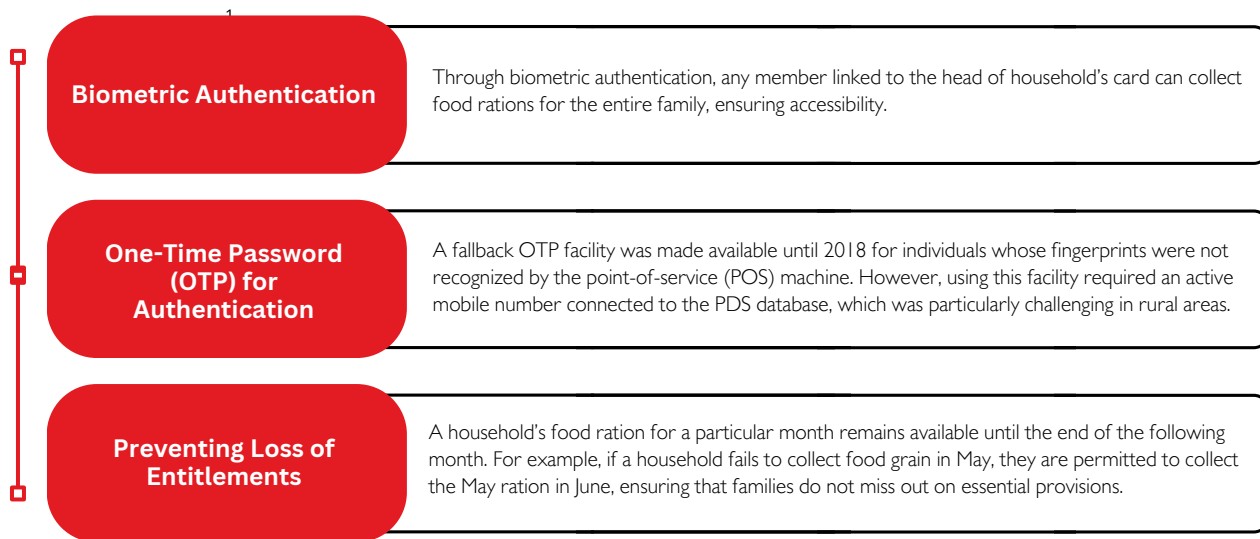 1
Biometric Authentication
Through biometric authentication, any member linked to the head of household’s card can collect
food rations for the entire family, ensuring accessibility.
One-Time Password
(OTP) for
Authentication
A fallback OTP facility was made available until 2018 for individuals whose fingerprints were not
recognized by the point-of-service (POS) machine. However, using this facility required an active
mobile number connected to the PDS database, which was particularly challenging in rural areas.
Preventing Loss of
Entitlements
A household’s food ration for a particular month remains available until the end of the following
month. For example, if a household fails to collect food grain in May, they are permitted to collect
the May ration in June, ensuring that families do not miss out on essential provisions.